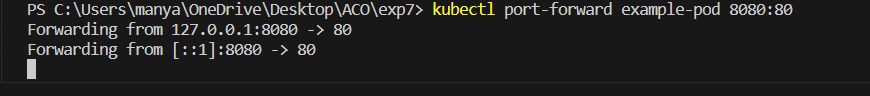 PS C:\Users\manya\OneDrive\Desktop\ACO\exp7> kubectl port-forward example-pod 8080:80
Forwarding from 127.0.0.1:8080 -> 80
Forwarding from [::1]:8080 -> 80